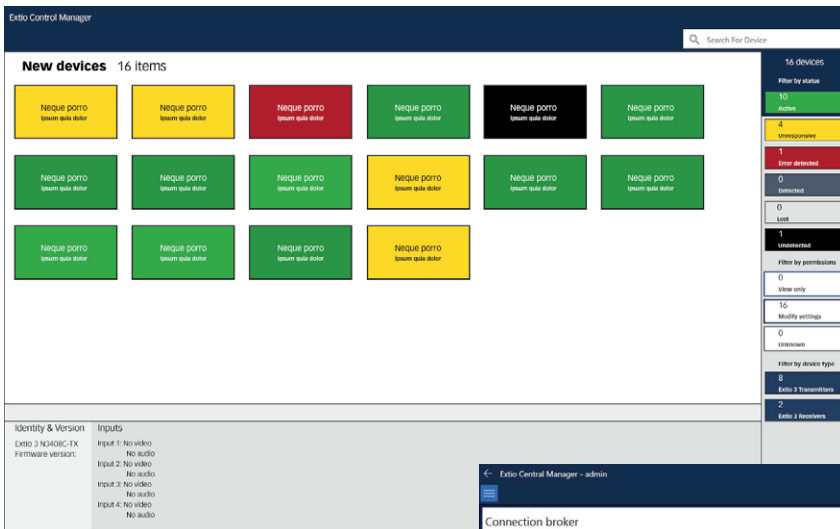 Extio Control Manager
Search For Device
New devices 16 items
Neque porro
Ipsum quia dolor
Neque porro
Ipsum quia dolor
Neque porro
Ipsum quia dolor
Neque porro
Ipsum quia dolor
Neque porro
Ipsum quia dolor
Neque porro
Ipsum quia dolor
Neque porro
Ipsum quia dolor
Neque porro
Ipsum quia dolor
Neque porro
Ipsum quia dolor
Neque porro
Ipsum quia dolor
Neque porro
Ipsum quia dolor
Neque porro
Ipsum quia dolor
Neque porro
Ipsum quia dolor
Neque porro
Ipsum quia dolor
Neque porro
Ipsum quia dolor
Neque porro
Ipsum quia dolor
16 devices
Filter by status
10
Active
4
Unresponsive
1
Error detected
0
Detected
0
Lost
1
Undetected
Filter by permissions
0
View only
16
Modify settings
0
Unknown
Filter by device type
8
Extio 3 Transmitters
2
Extio 3 Receivers
Identity & Version
Extio 3 N3408C-TX
Firmware version:
Inputs
Input 1: No video
No audio
Input 2: No video
No audio
Input 3: No video
No audio
Input 4: No video
No audio
Extio Central Manager - admin
Connection broker